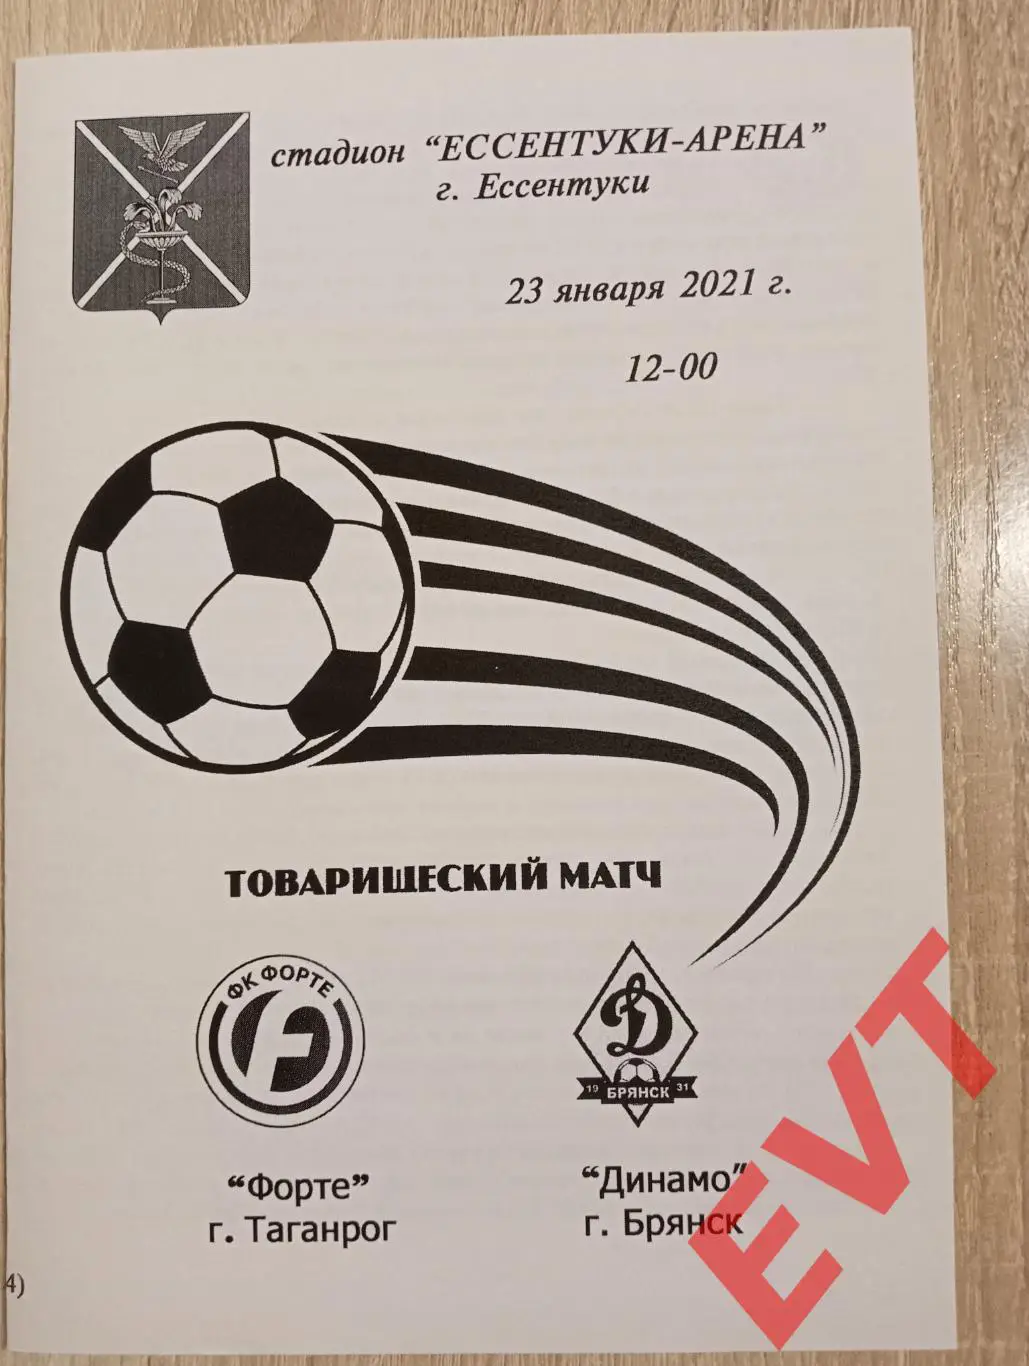 стадион “ЕССЕНТУКИ-АРЕНА”
г. Ессентуки
23 января 2021 г.
12-00
ТОВАРИЩЕСКИЙ МАТЧ
ФК ФОРТЕ
Д
19 БРЯНСК 31
“Форте”
г. Таганрог
“Динамо”
г. Брянск
4)
EVT